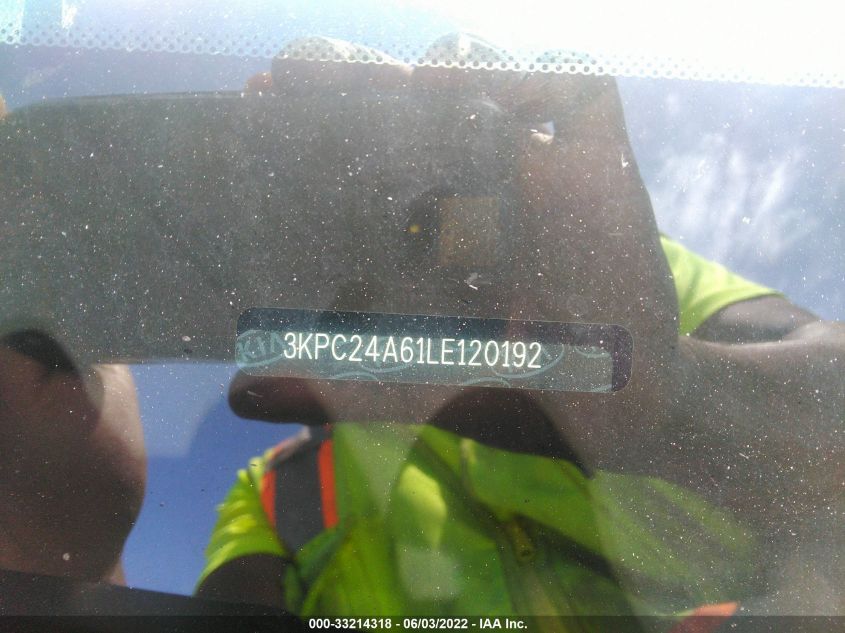 3KPC24A61LE120192
000-33214318 - 06/03/2022 - IAA Inc.